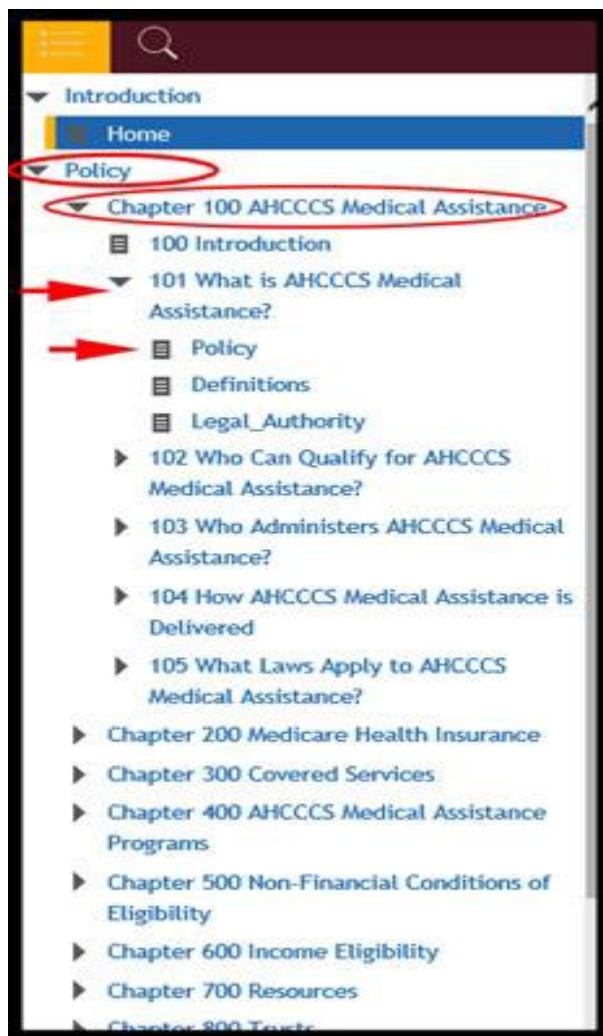 Introduction
Home
Policy
Chapter 100 AHCCCS Medical Assistance
100 Introduction
101 What is AHCCCS Medical
Assistance?
Policy
Definitions
Legal_Authority
102 Who Can Qualify for AHCCCS
Medical Assistance?
103 Who Administers AHCCCS Medical
Assistance?
104 How AHCCCS Medical Assistance is
Delivered
105 What Laws Apply to AHCCCS
Medical Assistance?
Chapter 200 Medicare Health Insurance
Chapter 300 Covered Services
Chapter 400 AHCCCS Medical Assistance
Programs
Chapter 500 Non-Financial Conditions of
Eligibility
Chapter 600 Income Eligibility
Chapter 700 Resources
Chapter 800 Trusts